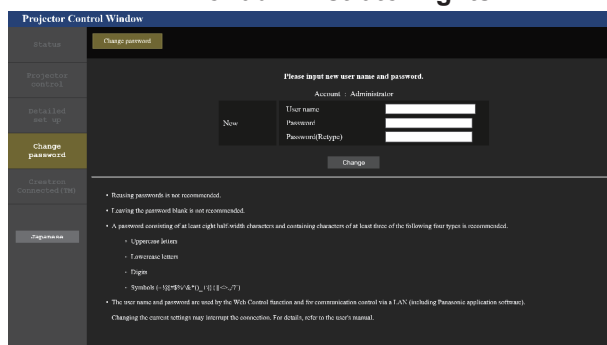 Projector Control Window
Status
Change password
Projector
control
Detailed
set up
Change
password
Crestron
Connected(TM)
Japanese
Please input new user name and password.
Account : Administrator
New
User name
Password
Password(Retype)
Change
• Reusing passwords is not recommended.
• Leaving the password blank is not recommended.
• A password consisting of at least eight half-width characters and containing characters of at least three of the following four types is recommended.
◦ Uppercase letters
◦ Lowercase letters
◦ Digits
◦ Symbols
• The user name and password are used by the Web Control function and for communication control via a LAN (including Panasonic application software).
Changing the current settings may interrupt the connection. For details, refer to the user's manual.